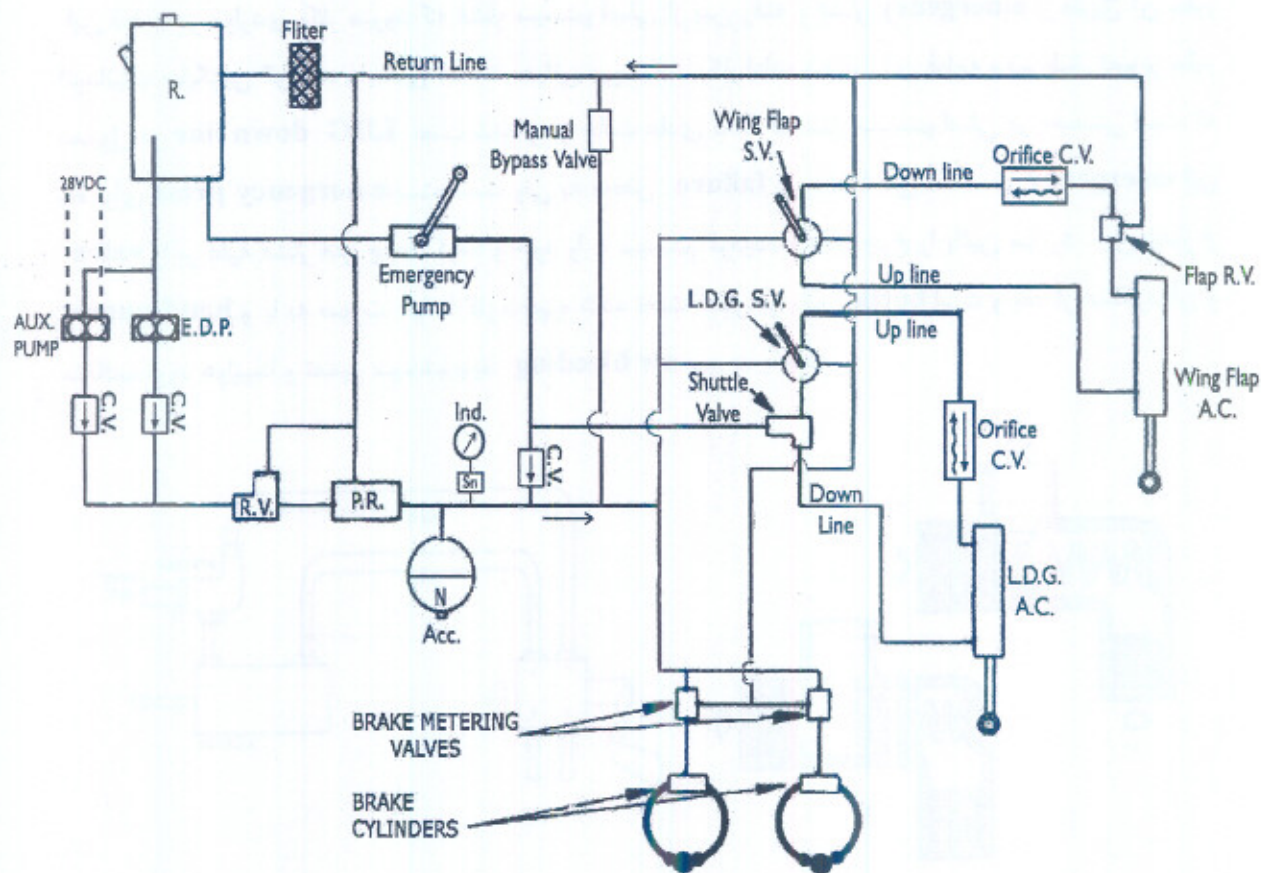 Fliter
Return Line
R.
Manual
Bypass Valve
Wing Flap
S.V.
Down line
Orifice C.V.
28VDC
Emergency
Pump
Up line
Flap R.V.
L.D.G. S.V.
Up line
AUX.
PUMP
E.D.P.
Wing Flap
A.C.
Shuttle
Valve
C.V.
C.V.
Ind.
Orifice
C.V.
C.V.
Sn
R.V.
P.R.
Down
Line
N
Acc.
L.D.G.
A.C.
BRAKE METERING
VALVES
BRAKE
CYLINDERS